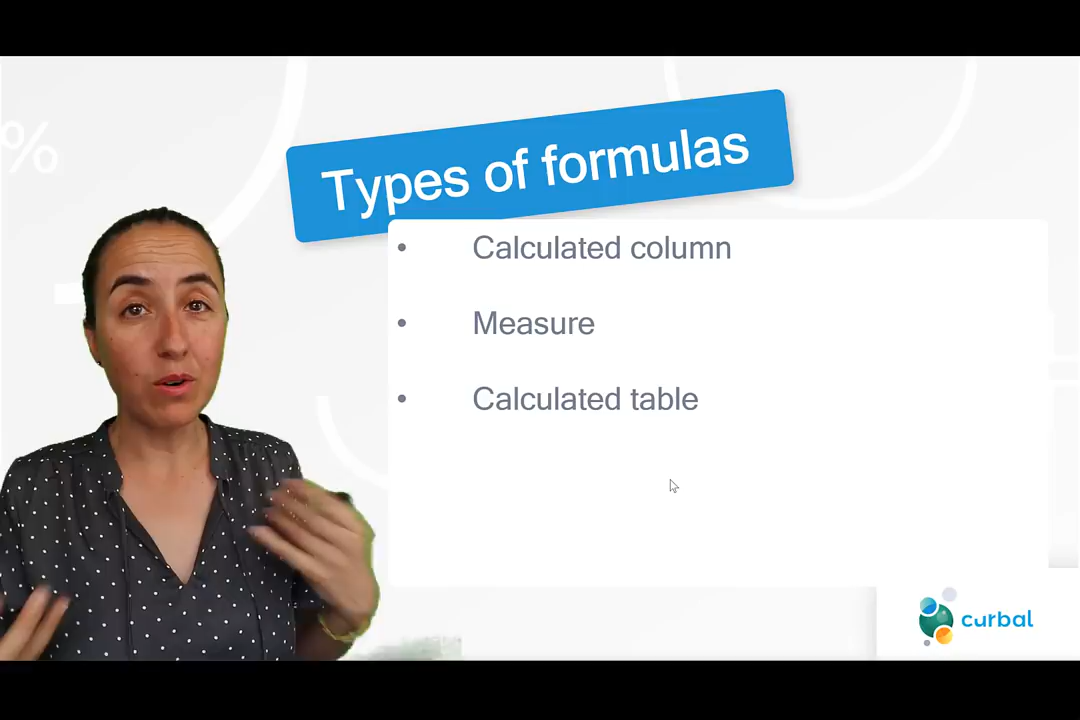 %
Types of formulas
• Calculated column
• Measure
• Calculated table
curbal